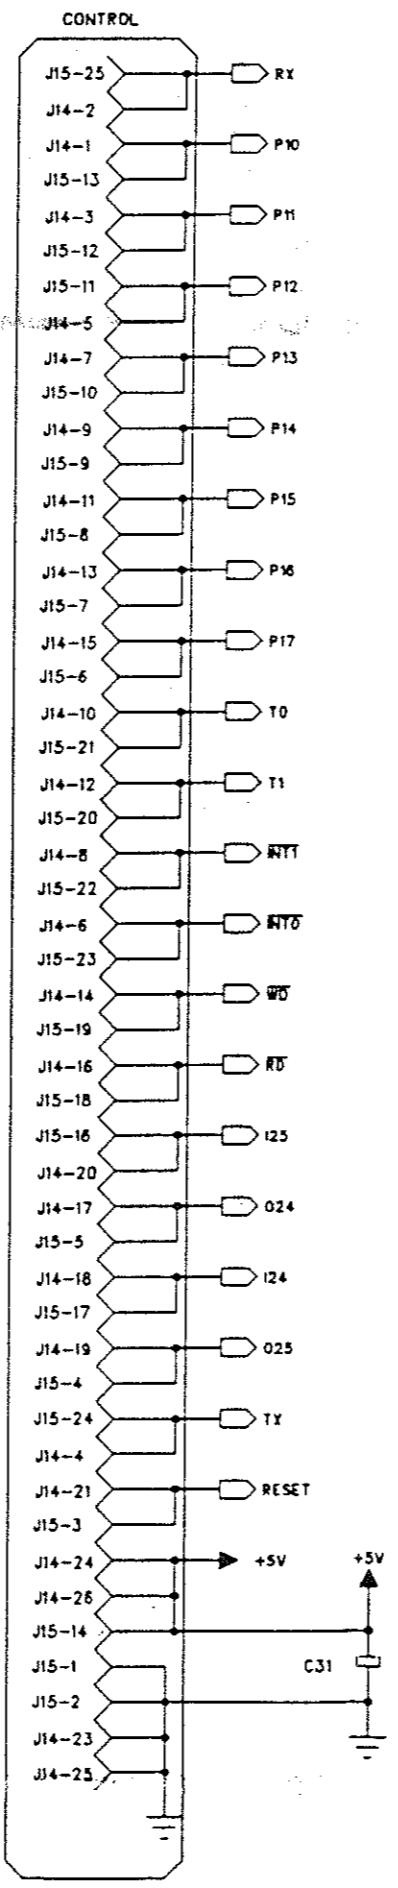 CONTROL
J15-25 RX
J14-2
J14-1 P10
J15-13
J14-3 P11
J15-12
J15-11 P12
J14-5
J14-7 P13
J15-10
J14-9 P14
J15-9
J14-11 P15
J15-8
J14-13 P16
J15-7
J14-15 P17
J15-6
J14-10 T0
J15-21
J14-12 T1
J15-20
J14-8 INT1
J15-22
J14-6 INT0
J15-23
J14-14 WD
J15-19
J14-16 RD
J15-18
J15-16 I25
J14-20
J14-17 O24
J15-5
J14-18 I24
J15-17
J14-19 O25
J15-4
J15-24 TX
J14-4
J14-21 RESET
J15-3
J14-24 +5V +5V
J14-26
J15-14
J15-1 C31
J15-2
J14-23
J14-25